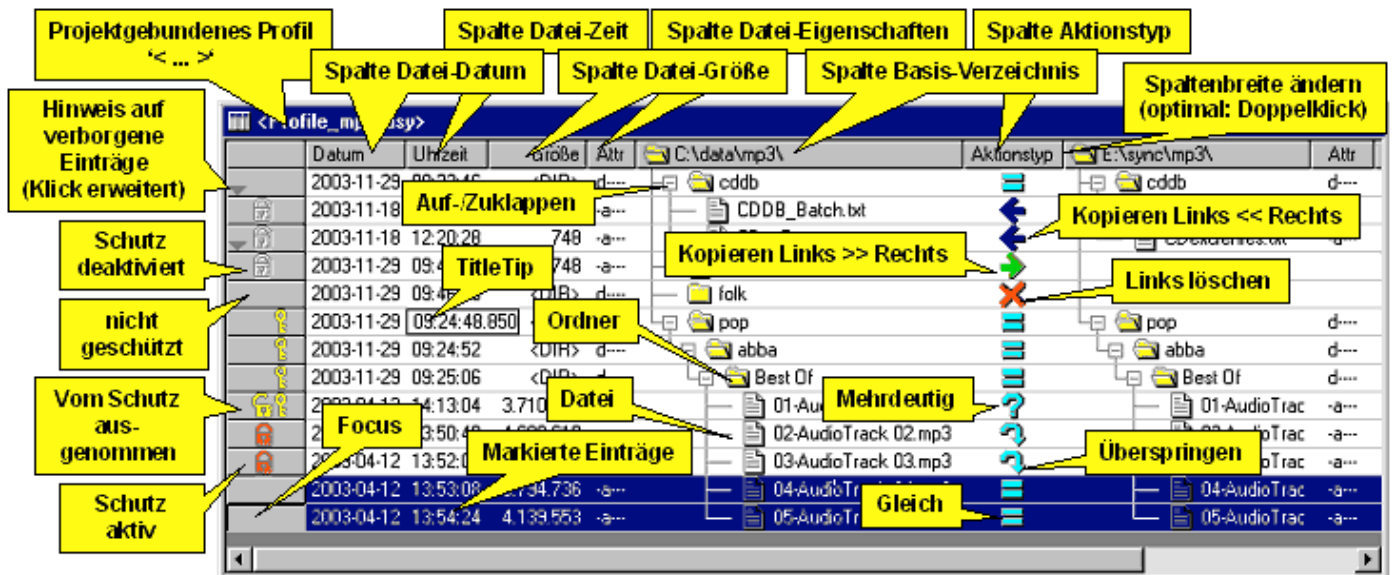 Projektgebundenes Profil
'< ... >'
Spalte Datei-Zeit
Spalte Datei-Eigenschaften
Spalte Aktionstyp
Spalte Datei-Datum
Spalte Datei-Größe
Spalte Basis-Verzeichnis
Spaltenbreite ändern
(optimal: Doppelklick)
Hinweis auf
verborgene
Einträge
(Klick erweitert)
Datum Uhrzeit Größe Attr C:\data\mp3\ Aktionstyp E:\sync\mp3\ Attr
2003-11-29 <DIR> d---- cddb cddb d----
Auf-/Zuklappen
2003-11-18 -a--- CDDB_Batch.txt
Kopieren Links << Rechts
Schutz
deaktiviert
2003-11-18 12:20:28 748 -a---
Kopieren Links >> Rechts
2003-11-29 748 -a---
TitleTip
Links löschen
2003-11-29 <DIR> d---- folk
nicht
geschützt
2003-11-29 09:24:48.850 pop pop d----
Ordner
2003-11-29 09:24:52 <DIR> d---- abba abba d----
2003-11-29 09:25:06 <DIR> Best Of Best Of d----
Vom Schutz
aus-
genommen
Datei
Mehrdeutig
14:13:04 01-AudioTrac -a---
Focus
02-AudioTrack 02.mp3 -a---
Markierte Einträge
Überspringen
03-AudioTrack 03.mp3 -a---
Schutz
aktiv
2003-04-12 13:53:08 -a--- 04-AudioTrac -a---
Gleich
2003-04-12 13:54:24 4.139.553 -a--- 05-AudioTrac -a---